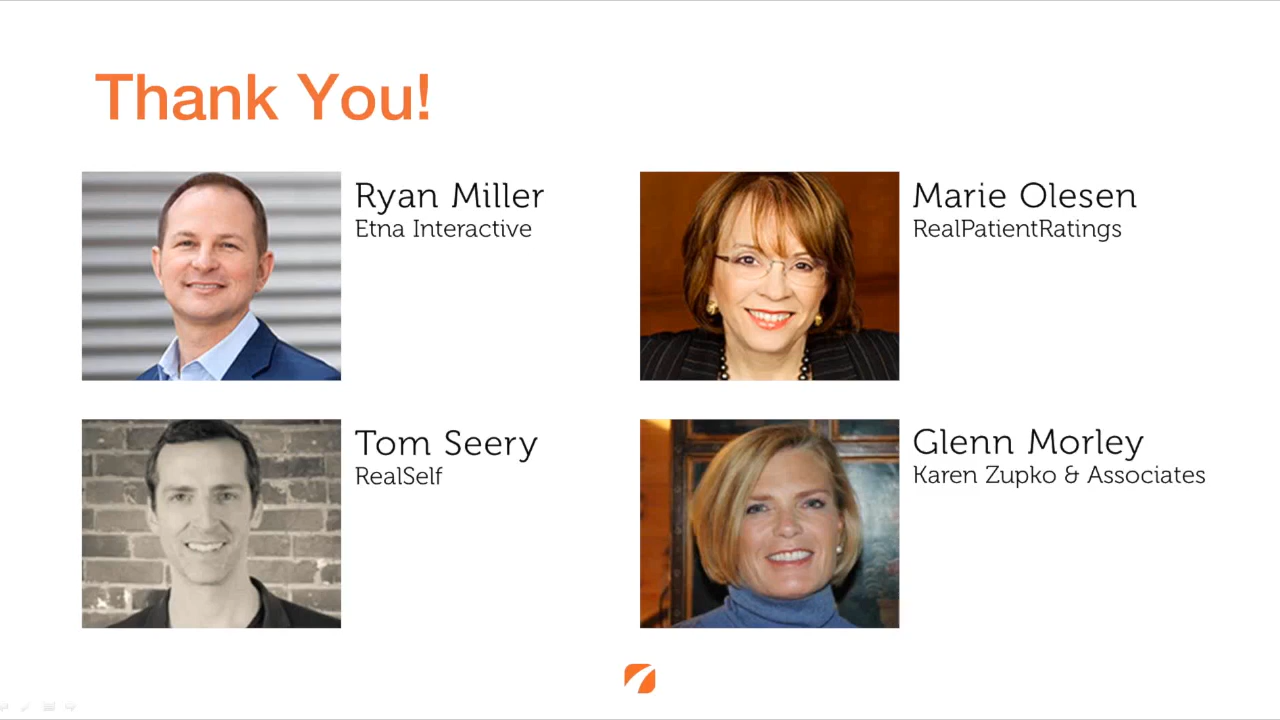 Thank You!
Ryan Miller
Etna Interactive
Marie Olesen
RealPatientRatings
Tom Seery
RealSelf
Glenn Morley
Karen Zupko & Associates